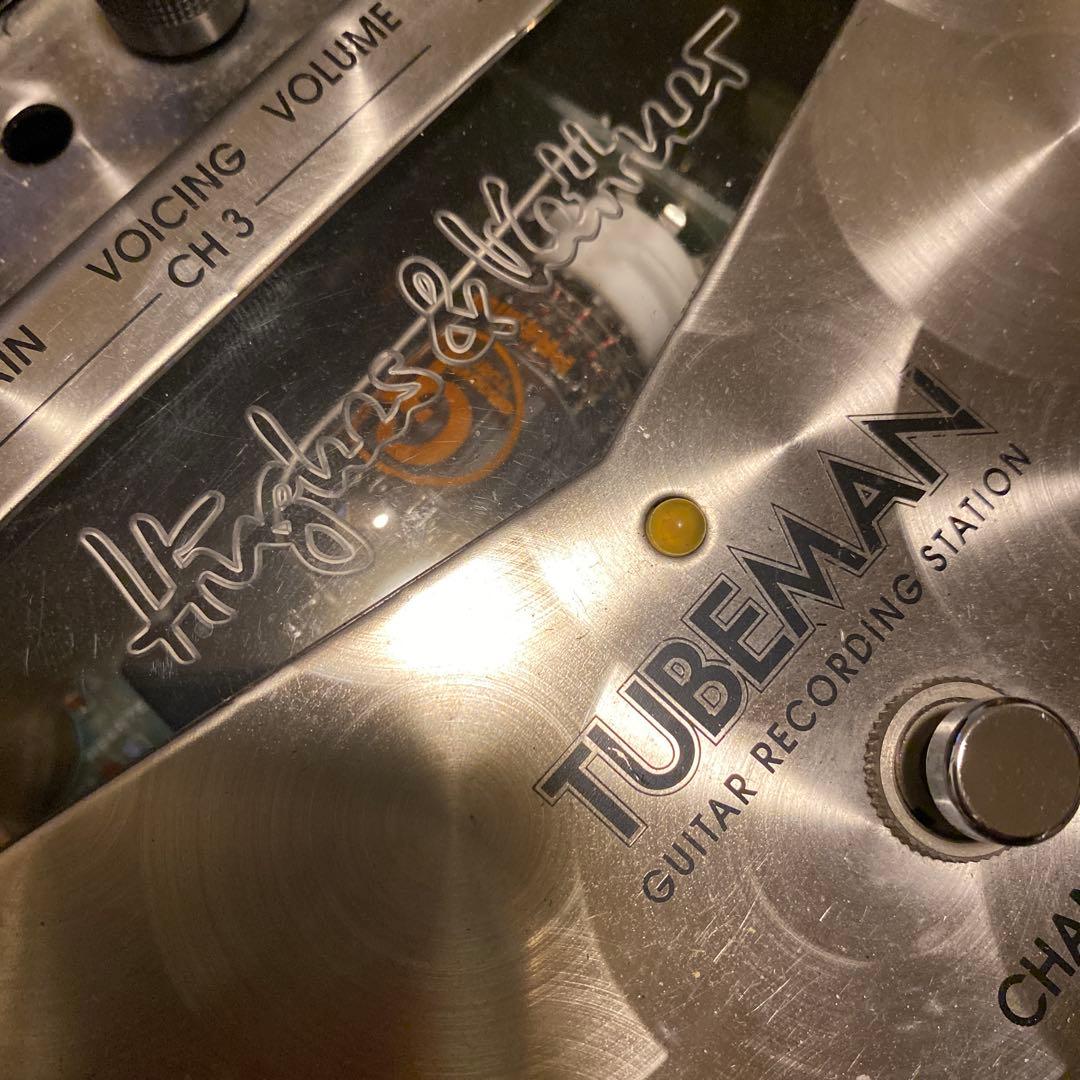 VOICING VOLUME
CH 3
Hughes & Kettner
TUBEMAN
GUITAR RECORDING STATION